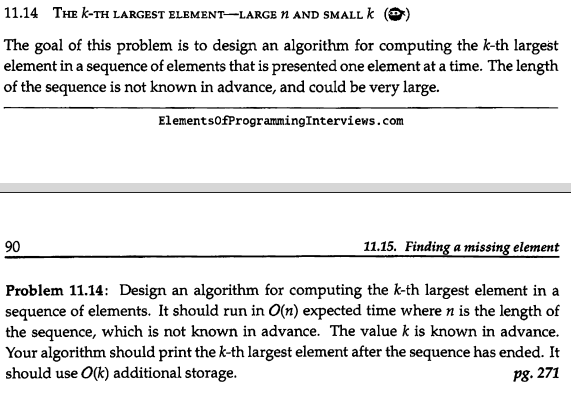 11.14 THE k-TH LARGEST ELEMENT—LARGE n AND SMALL k ()
The goal of this problem is to design an algorithm for computing the k-th largest
element in a sequence of elements that is presented one element at a time. The length
of the sequence is not known in advance, and could be very large.
ElementsOfProgrammingInterviews.com
90
11.15. Finding a missing element
Problem 11.14: Design an algorithm for computing the k-th largest element in a
sequence of elements. It should run in O(n) expected time where n is the length of
the sequence, which is not known in advance. The value k is known in advance.
Your algorithm should print the k-th largest element after the sequence has ended. It
should use O(k) additional storage. pg. 271